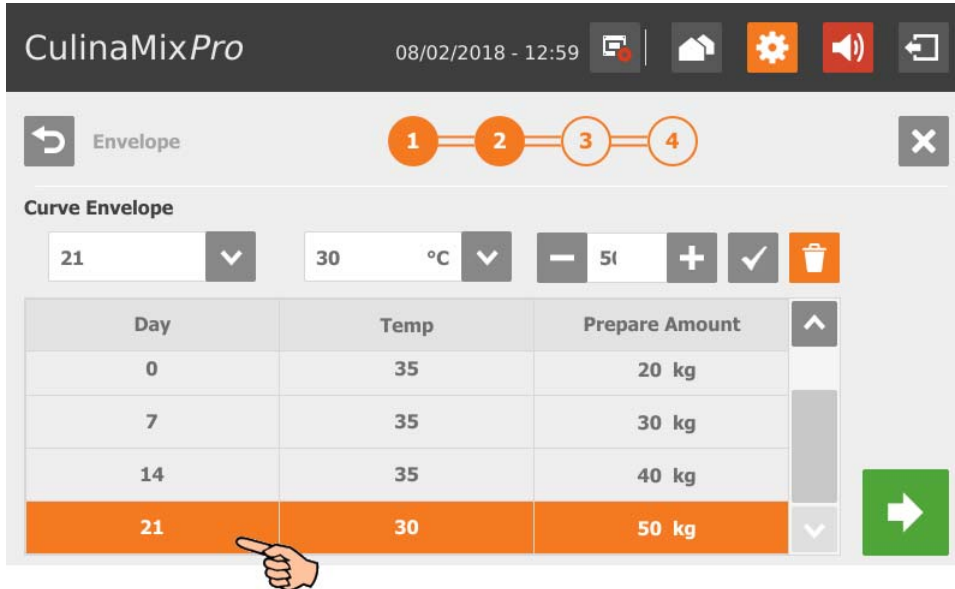 CulinaMixPro 08/02/2018 - 12:59
Envelope 1 2 3 4
Curve Envelope
21 30 °C
Day Temp Prepare Amount
0 35 20 kg
7 35 30 kg
14 35 40 kg
21 30 50 kg